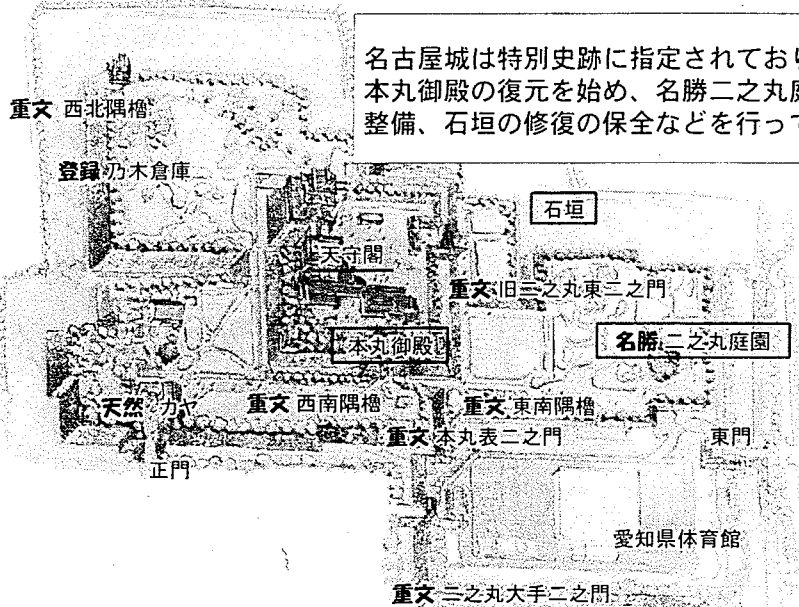 名古屋城は特別史跡に指定されており
本丸御殿の復元を始め、名勝二之丸庭
整備、石垣の修復の保全などを行って
重文 西北隅櫓
登録 乃木倉庫
石垣
天守閣
重文 旧二之丸東二之門
本丸御殿
名勝 二之丸庭園
天然 カヤ
重文 西南隅櫓
重文 東南隅櫓
重文 本丸表二之門
東門
正門
愛知県体育館
重文 二之丸大手二之門